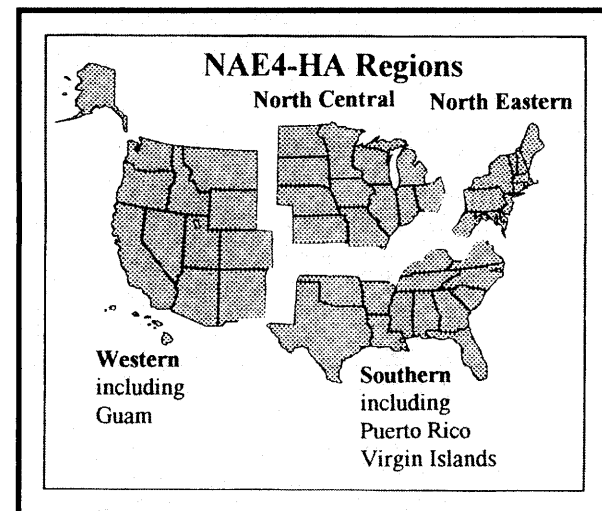 NAE4-HA Regions
North Central North Eastern
Western
including
Guam
Southern
including
Puerto Rico
Virgin Islands